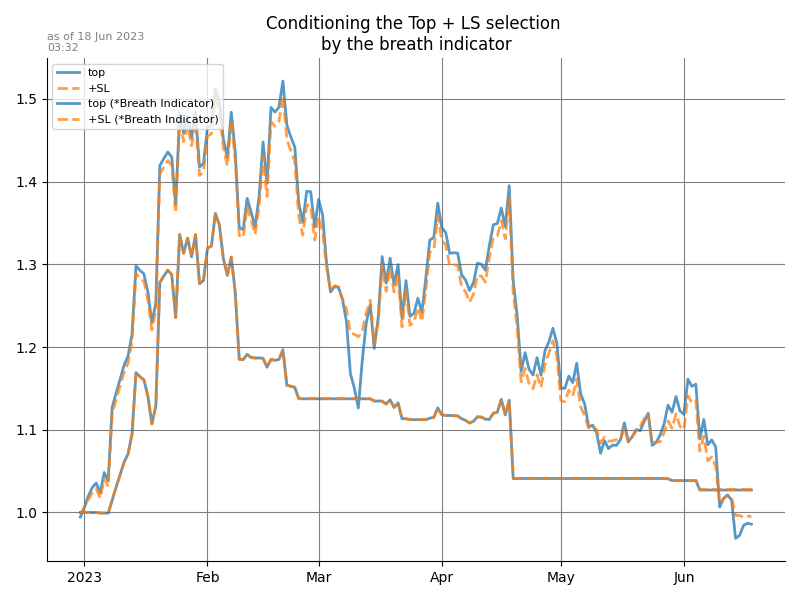 Conditioning the Top + LS selection
by the breath indicator
as of 18 Jun 2023
03:32
top
+SL
top (*Breath Indicator)
+SL (*Breath Indicator)
1.5
1.4
1.3
1.2
1.1
1.0
2023 Feb Mar Apr May Jun